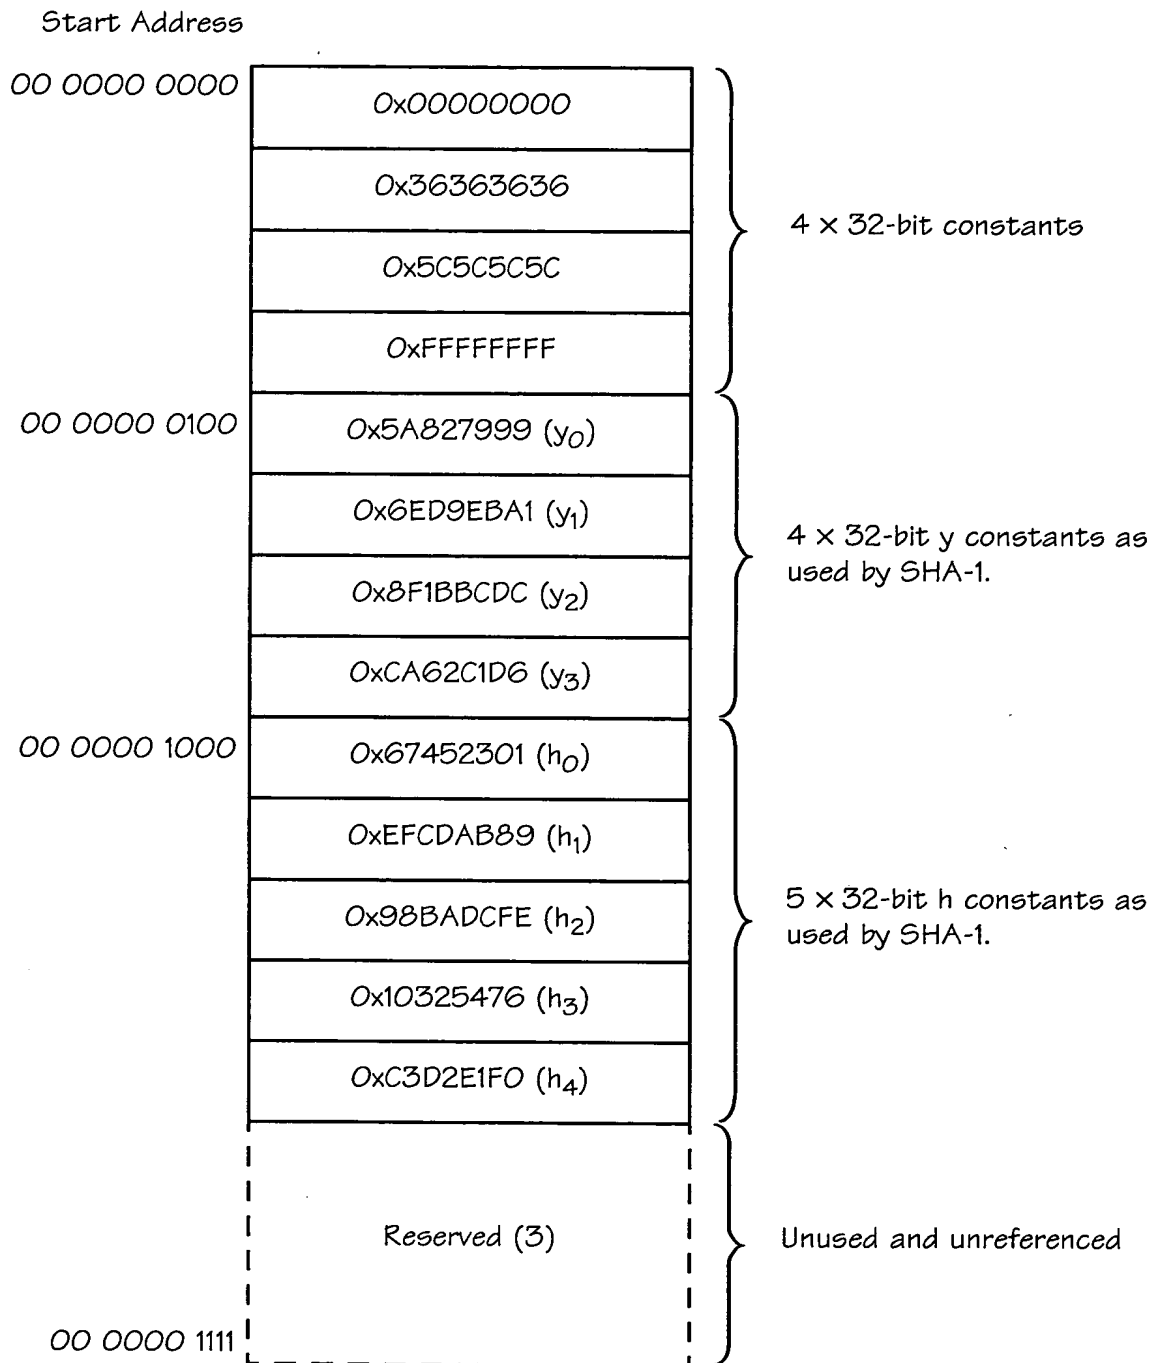 Start Address
00 0000 0000
0x00000000
0x36363636
4 × 32-bit constants
0x5C5C5C5C
0xFFFFFFFF
00 0000 0100
0x5A827999 (y0)
0x6ED9EBA1 (y1)
4 × 32-bit y constants as
used by SHA-1.
0x8F1BBCDC (y2)
0xCA62C1D6 (y3)
00 0000 1000
0x67452301 (h0)
0xEFCDAB89 (h1)
0x98BADCFE (h2)
5 × 32-bit h constants as
used by SHA-1.
0x10325476 (h3)
0xC3D2E1F0 (h4)
Reserved (3)
Unused and unreferenced
00 0000 1111